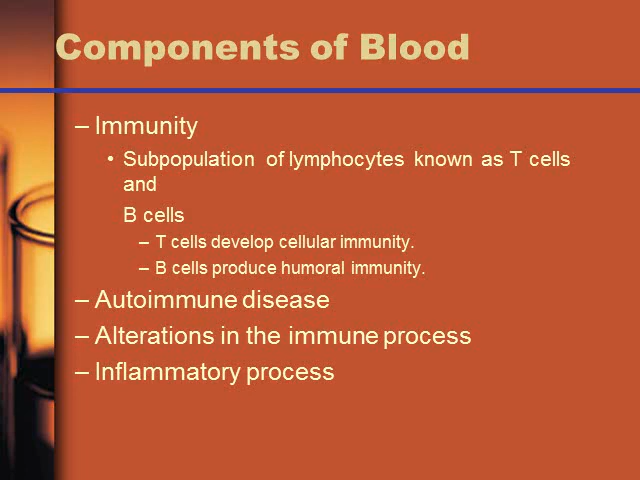 Components of Blood
– Immunity
• Subpopulation of lymphocytes known as T cells
and
B cells
– T cells develop cellular immunity.
– B cells produce humoral immunity.
– Autoimmune disease
– Alterations in the immune process
– Inflammatory process